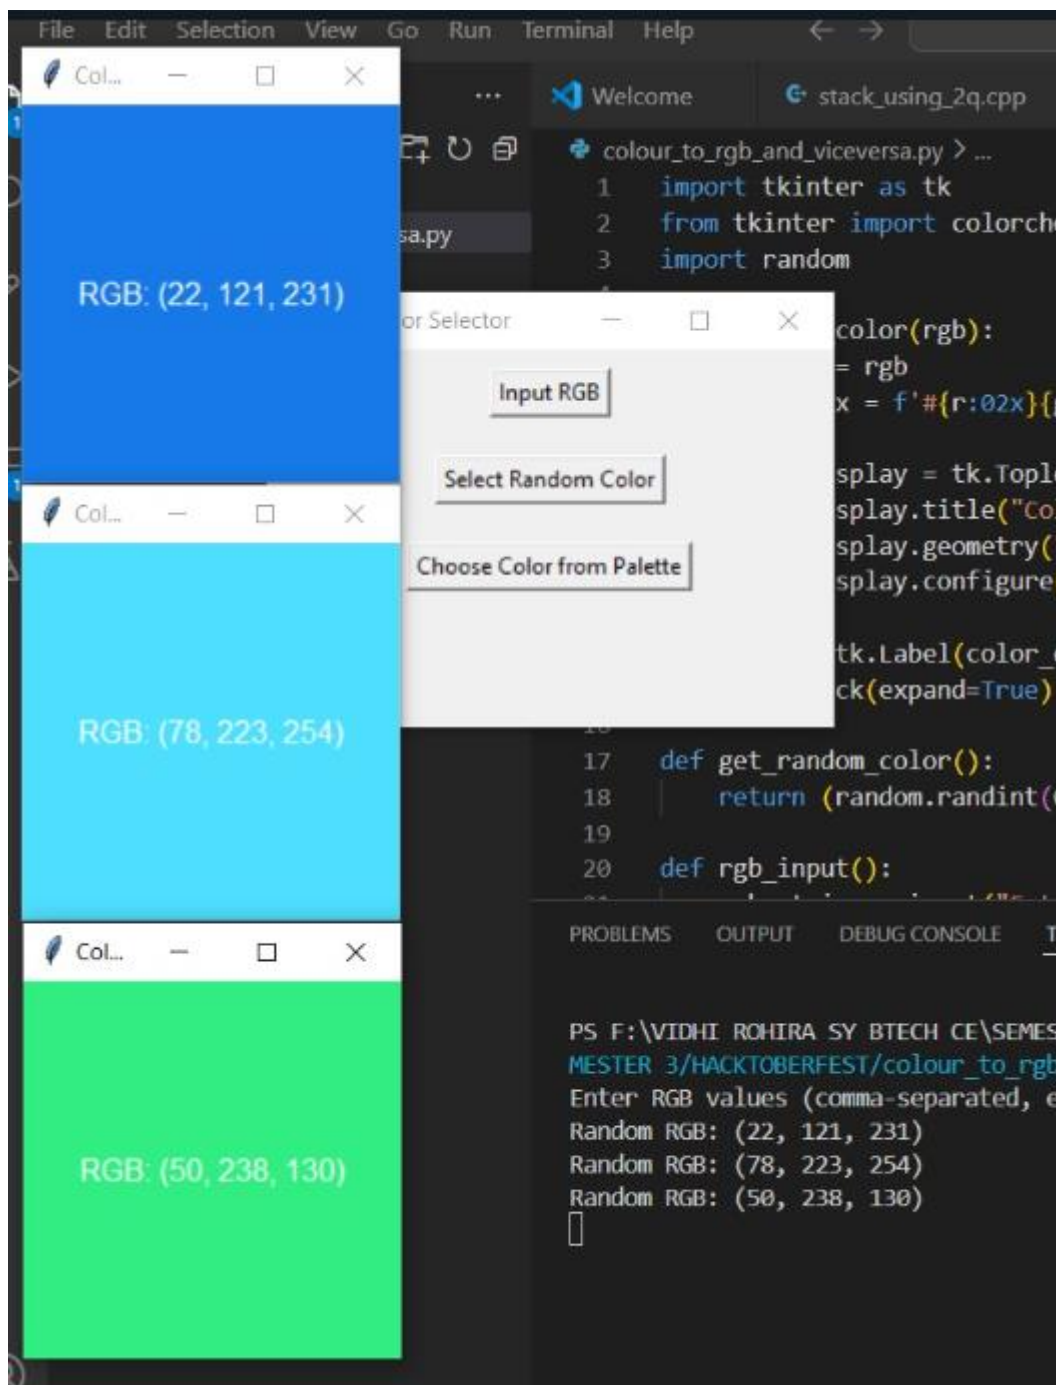 File Edit Selection View Go Run Terminal Help
Col...
RGB: (22, 121, 231)
Col...
RGB: (78, 223, 254)
Col...
RGB: (50, 238, 130)
sa.py
or Selector
Input RGB
Select Random Color
Choose Color from Palette
Welcome
stack_using_2q.cpp
colour_to_rgb_and_viceversa.py > ...
1 import tkinter as tk
2 from tkinter import colorch
3 import random
color(rgb):
= rgb
x = f'#{r:02x}{
splay = tk.Topl
splay.title("Co
splay.geometry(
splay.configure
tk.Label(color_
ck(expand=True)
16
17 def get_random_color():
18 return (random.randint(
19
20 def rgb_input():
PROBLEMS OUTPUT DEBUG CONSOLE T
PS F:\VIDHI ROHIRA SY BTECH CE\SEMES
MESTER 3/HACKTOBERFEST/colour_to_rgb
Enter RGB values (comma-separated, e
Random RGB: (22, 121, 231)
Random RGB: (78, 223, 254)
Random RGB: (50, 238, 130)